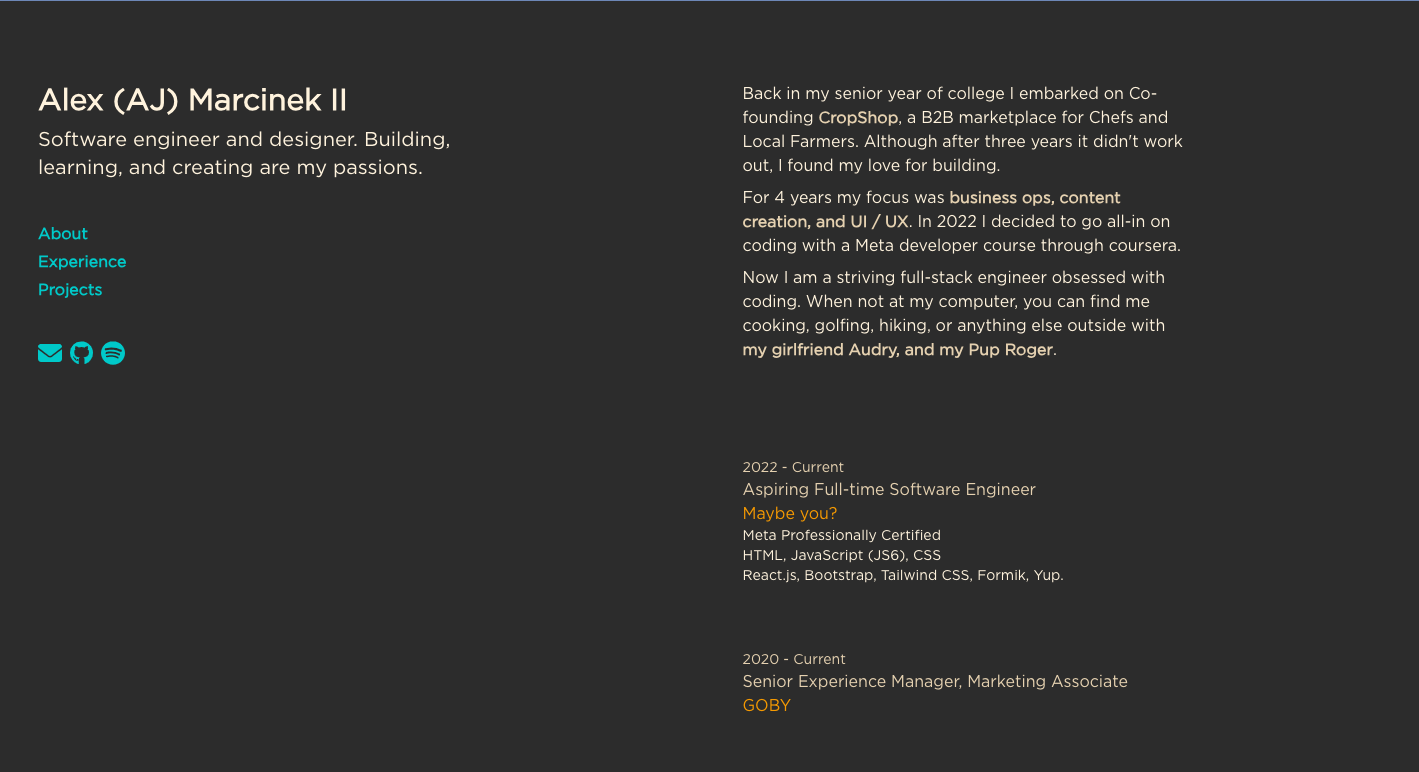 Alex (AJ) Marcinek II
Software engineer and designer. Building,
learning, and creating are my passions.
About
Experience
Projects
Back in my senior year of college I embarked on Co-
founding CropShop, a B2B marketplace for Chefs and
Local Farmers. Although after three years it didn't work
out, I found my love for building.
For 4 years my focus was business ops, content
creation, and UI / UX. In 2022 I decided to go all-in on
coding with a Meta developer course through coursera.
Now I am a striving full-stack engineer obsessed with
coding. When not at my computer, you can find me
cooking, golfing, hiking, or anything else outside with
my girlfriend Audry, and my Pup Roger.
2022 - Current
Aspiring Full-time Software Engineer
Maybe you?
Meta Professionally Certified
HTML, JavaScript (JS6), CSS
React.js, Bootstrap, Tailwind CSS, Formik, Yup.
2020 - Current
Senior Experience Manager, Marketing Associate
GOBY